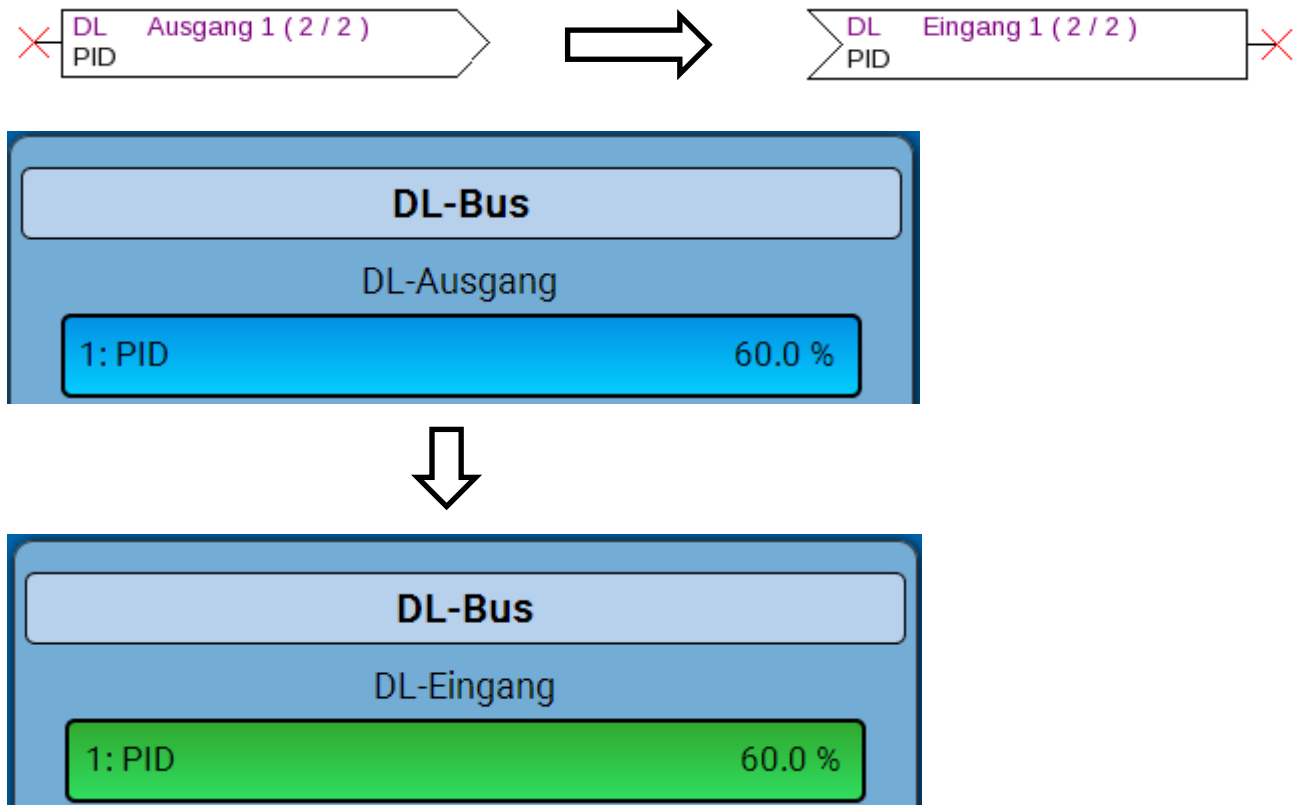 DL Ausgang 1 ( 2 / 2 )
PID
DL Eingang 1 ( 2 / 2 )
PID
DL-Bus
DL-Ausgang
1: PID 60.0 %
DL-Bus
DL-Eingang
1: PID 60.0 %